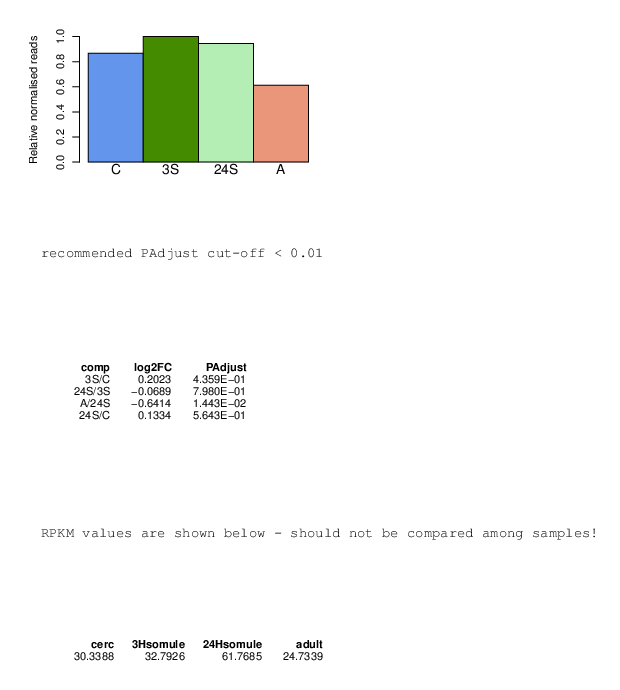 Relative normalised reads
1.0
0.8
0.6
0.4
0.2
0.0
C 3S 24S A
recommended PAdjust cut-off < 0.01
comp log2FC PAdjust
3S/C 0.2023 4.359E−01
24S/3S −0.0689 7.980E−01
A/24S −0.6414 1.443E−02
24S/C 0.1334 5.643E−01
RPKM values are shown below - should not be compared among samples!
cerc 3Hsomule 24Hsomule adult
30.3388 32.7926 61.7685 24.7339